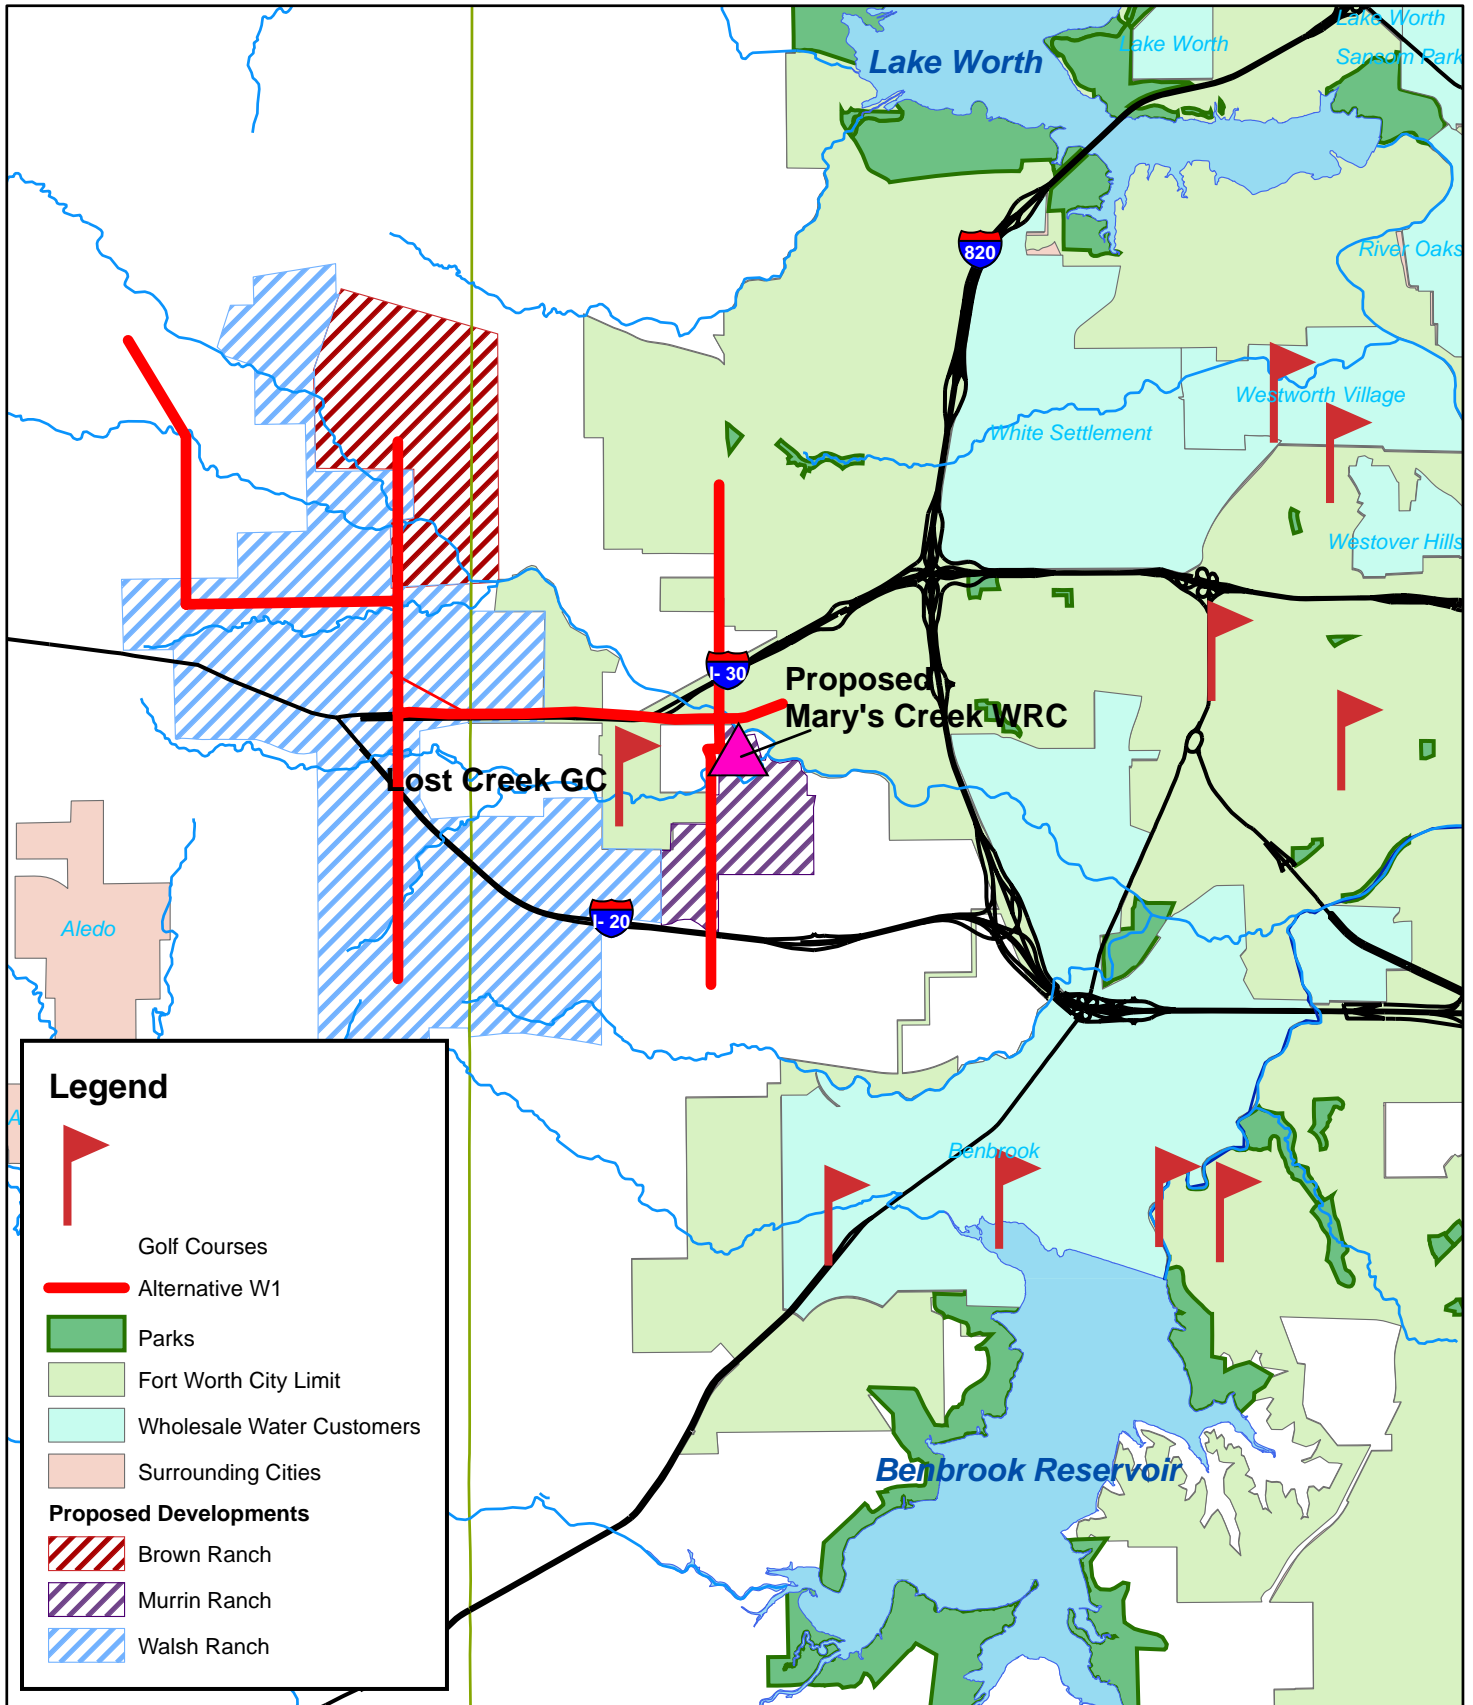 Lake Worth
Lake Worth
Lake Worth
Sansom Park
820
River Oaks
Westworth Village
White Settlement
Westover Hills
I- 30
Proposed
Mary's Creek WRC
Lost Creek GC
I- 20
Aledo
A
Benbrook
Benbrook Reservoir
Legend
Golf Courses
Alternative W1
Parks
Fort Worth City Limit
Wholesale Water Customers
Surrounding Cities
Proposed Developments
Brown Ranch
Murrin Ranch
Walsh Ranch